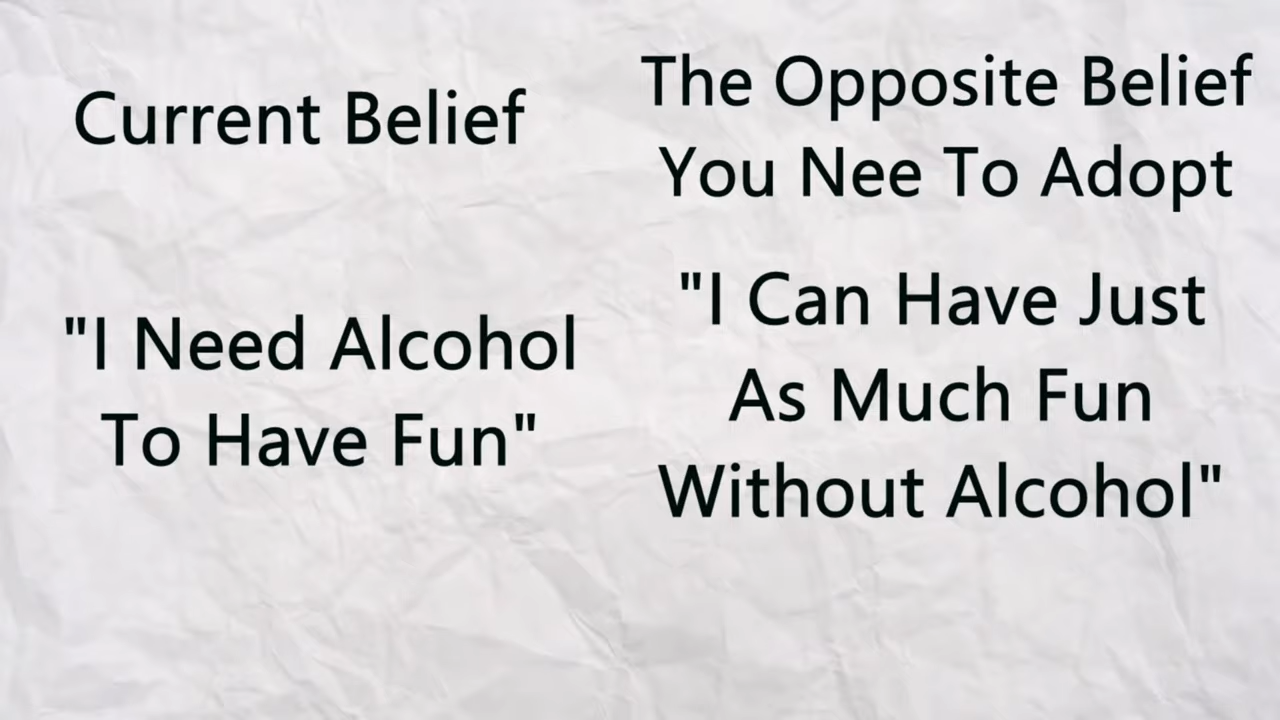 Current Belief
The Opposite Belief
You Nee To Adopt
"I Need Alcohol
To Have Fun"
"I Can Have Just
As Much Fun
Without Alcohol"